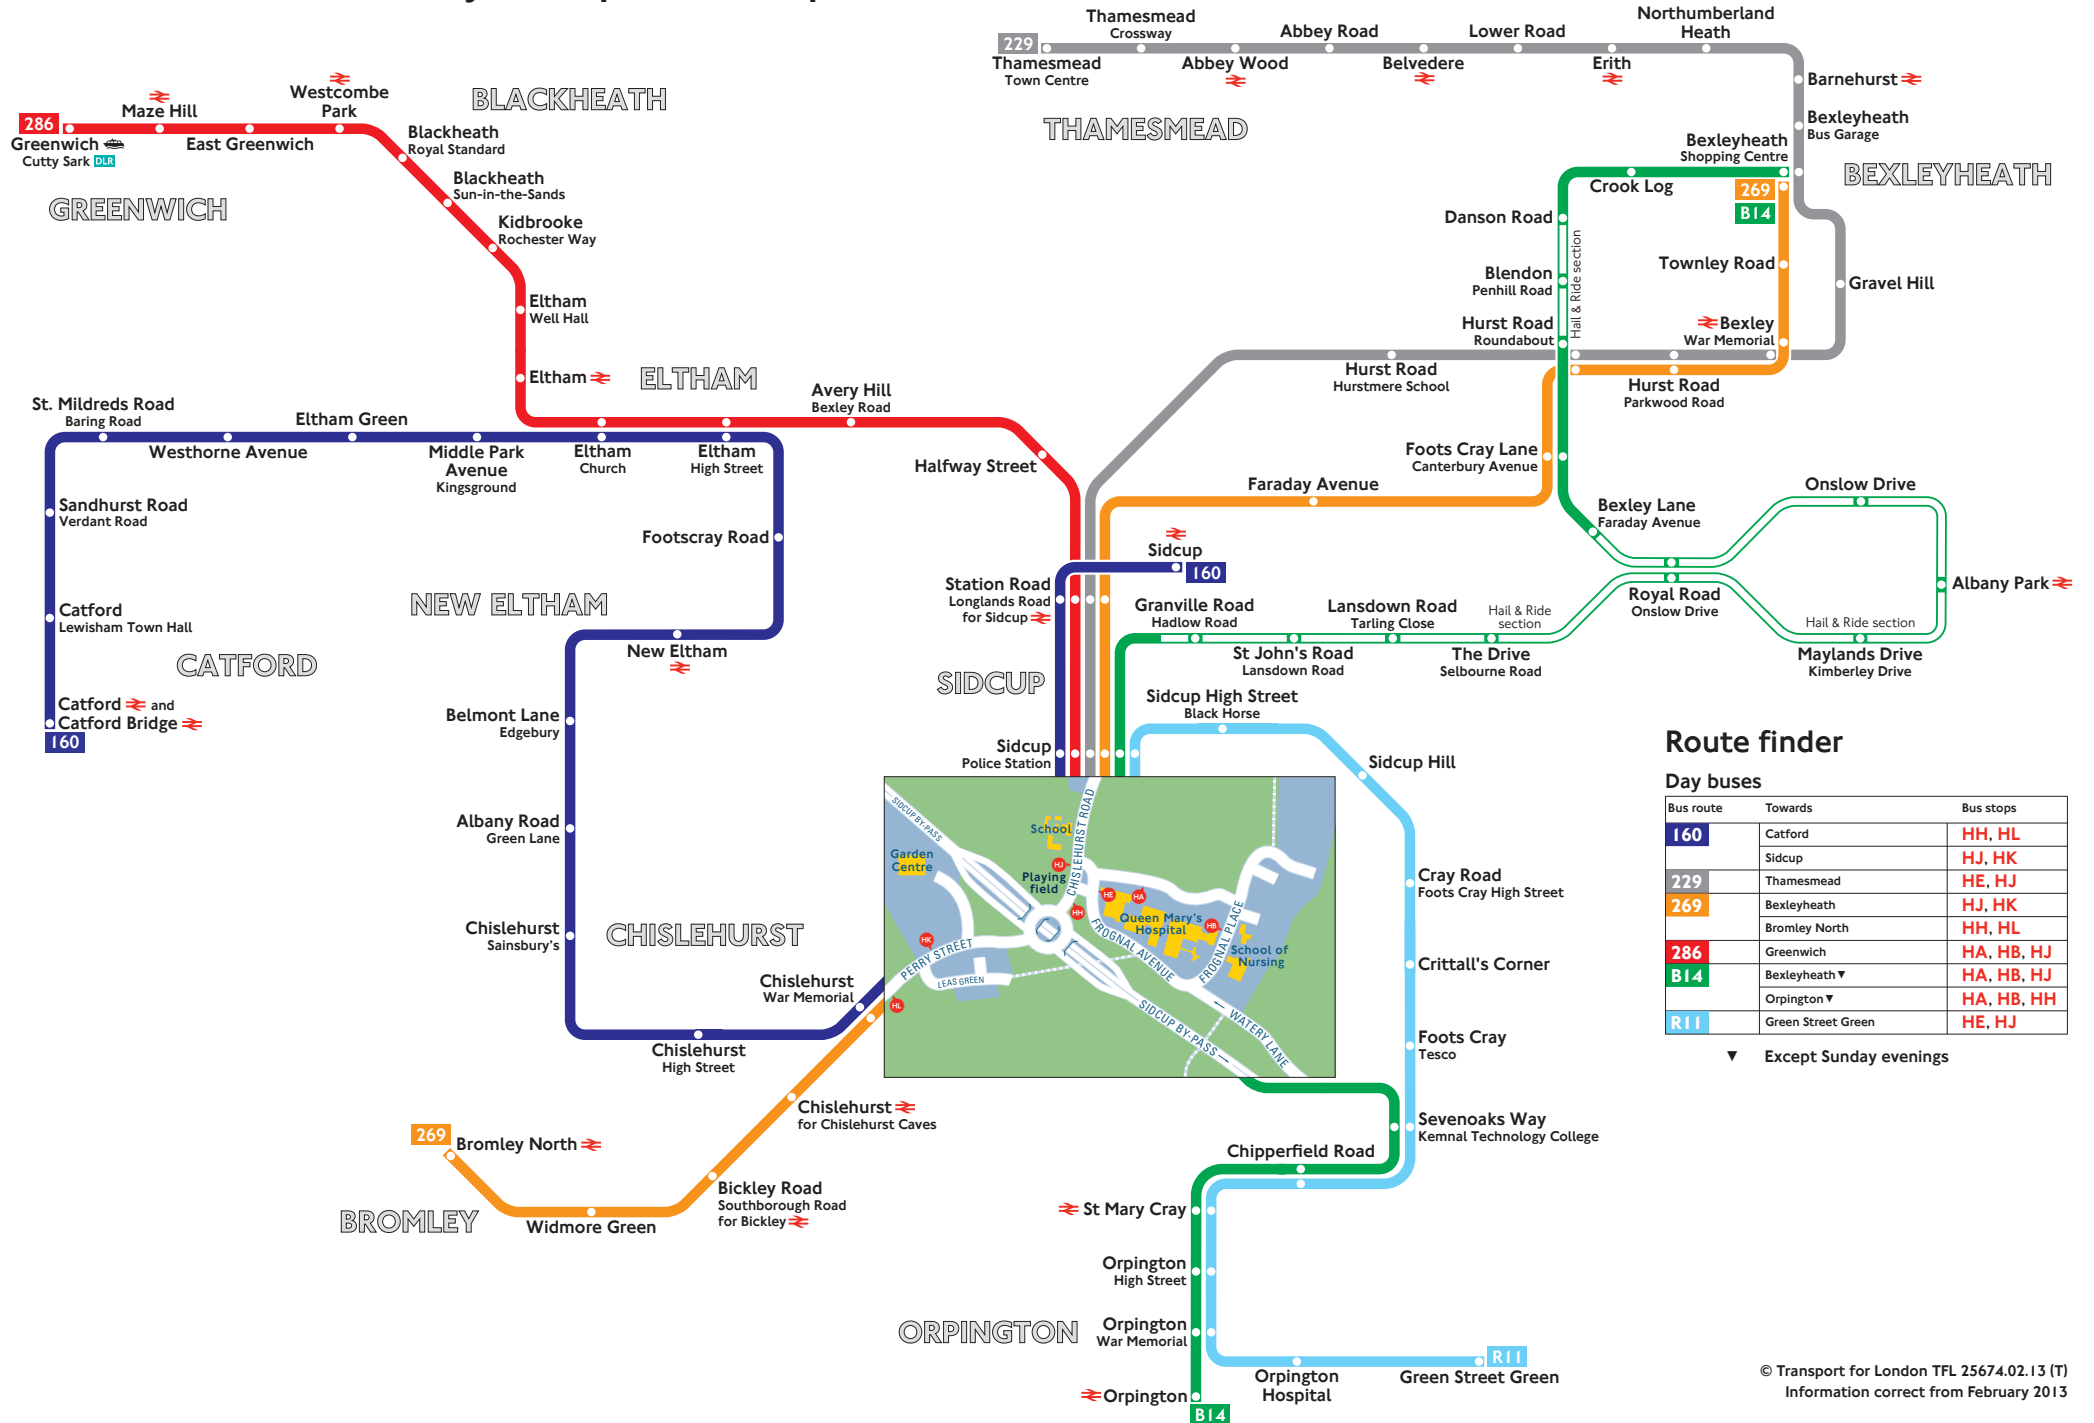 229
Thamesmead
Town Centre
Thamesmead
Crossway
Abbey Wood
Abbey Road
Belvedere
Lower Road
Erith
Northumberland
Heath
Barnehurst
Bexleyheath
Bus Garage
Bexleyheath
Shopping Centre
THAMESMEAD
BEXLEYHEATH
269
B14
Crook Log
Danson Road
Blendon
Penhill Road
Hail & Ride section
Hurst Road
Roundabout
Townley Road
Gravel Hill
Bexley
War Memorial
Hurst Road
Hurstmere School
Hurst Road
Parkwood Road
Foots Cray Lane
Canterbury Avenue
Faraday Avenue
Bexley Lane
Faraday Avenue
Onslow Drive
Albany Park
Royal Road
Onslow Drive
Hail & Ride section
Maylands Drive
Kimberley Drive
286
Greenwich
Cutty Sark DLR
Maze Hill
East Greenwich
Westcombe
Park
BLACKHEATH
Blackheath
Royal Standard
Blackheath
Sun-in-the-Sands
Kidbrooke
Rochester Way
GREENWICH
Eltham
Well Hall
Eltham
ELTHAM
Avery Hill
Bexley Road
Halfway Street
St. Mildreds Road
Baring Road
Westhorne Avenue
Eltham Green
Middle Park
Avenue
Kingsground
Eltham
Church
Eltham
High Street
Sandhurst Road
Verdant Road
Footscray Road
Catford
Lewisham Town Hall
NEW ELTHAM
New Eltham
CATFORD
Catford and
Catford Bridge
160
Belmont Lane
Edgebury
Albany Road
Green Lane
Chislehurst
Sainsbury's
CHISLEHURST
Chislehurst
War Memorial
Chislehurst
High Street
Sidcup
160
Station Road
Longlands Road
for Sidcup
Granville Road
Hadlow Road
St John's Road
Lansdown Road
Lansdown Road
Tarling Close
Hail & Ride
section
The Drive
Selbourne Road
SIDCUP
Sidcup
Police Station
Sidcup High Street
Black Horse
Sidcup Hill
Cray Road
Foots Cray High Street
Crittall's Corner
Foots Cray
Tesco
Sevenoaks Way
Kemnal Technology College
SIDCUP BY-PASS
Garden
Centre
School
CHISLEHURST ROAD
HJ
Playing
field
HH
HE
HA
Queen Mary's
Hospital
HB
FROGNAL AVENUE
FROGNAL PLACE
School of
Nursing
HK
PERRY STREET
LEAS GREEN
HL
SIDCUP BY-PASS
WATERY LANE
Chislehurst
for Chislehurst Caves
269
Bromley North
BROMLEY
Widmore Green
Bickley Road
Southborough Road
for Bickley
Chipperfield Road
St Mary Cray
Orpington
High Street
ORPINGTON
Orpington
War Memorial
Orpington
B14
Orpington
Hospital
R11
Green Street Green
Route finder
Day buses
Bus route Towards Bus stops
160 Catford HH, HL
Sidcup HJ, HK
229 Thamesmead HE, HJ
269 Bexleyheath HJ, HK
Bromley North HH, HL
286 Greenwich HA, HB, HJ
B14 Bexleyheath ▼ HA, HB, HJ
Orpington ▼ HA, HB, HH
R11 Green Street Green HE, HJ
▼ Except Sunday evenings
© Transport for London TFL 25674.02.13 (T)
Information correct from February 2013